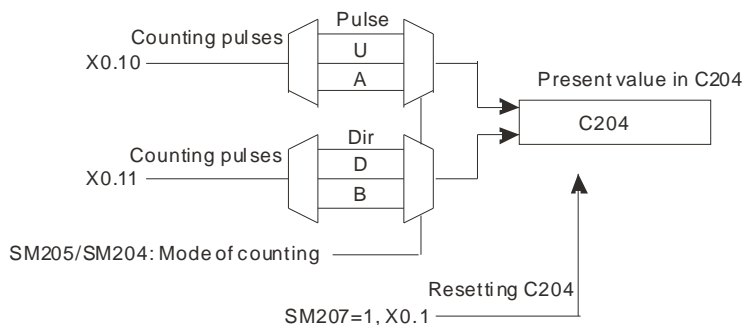 Pulse
Counting pulses
U
X0.10
A
Present value in C204
C204
Dir
Counting pulses
D
X0.11
B
SM205/SM204: Mode of counting
Resetting C204
SM207=1, X0.1